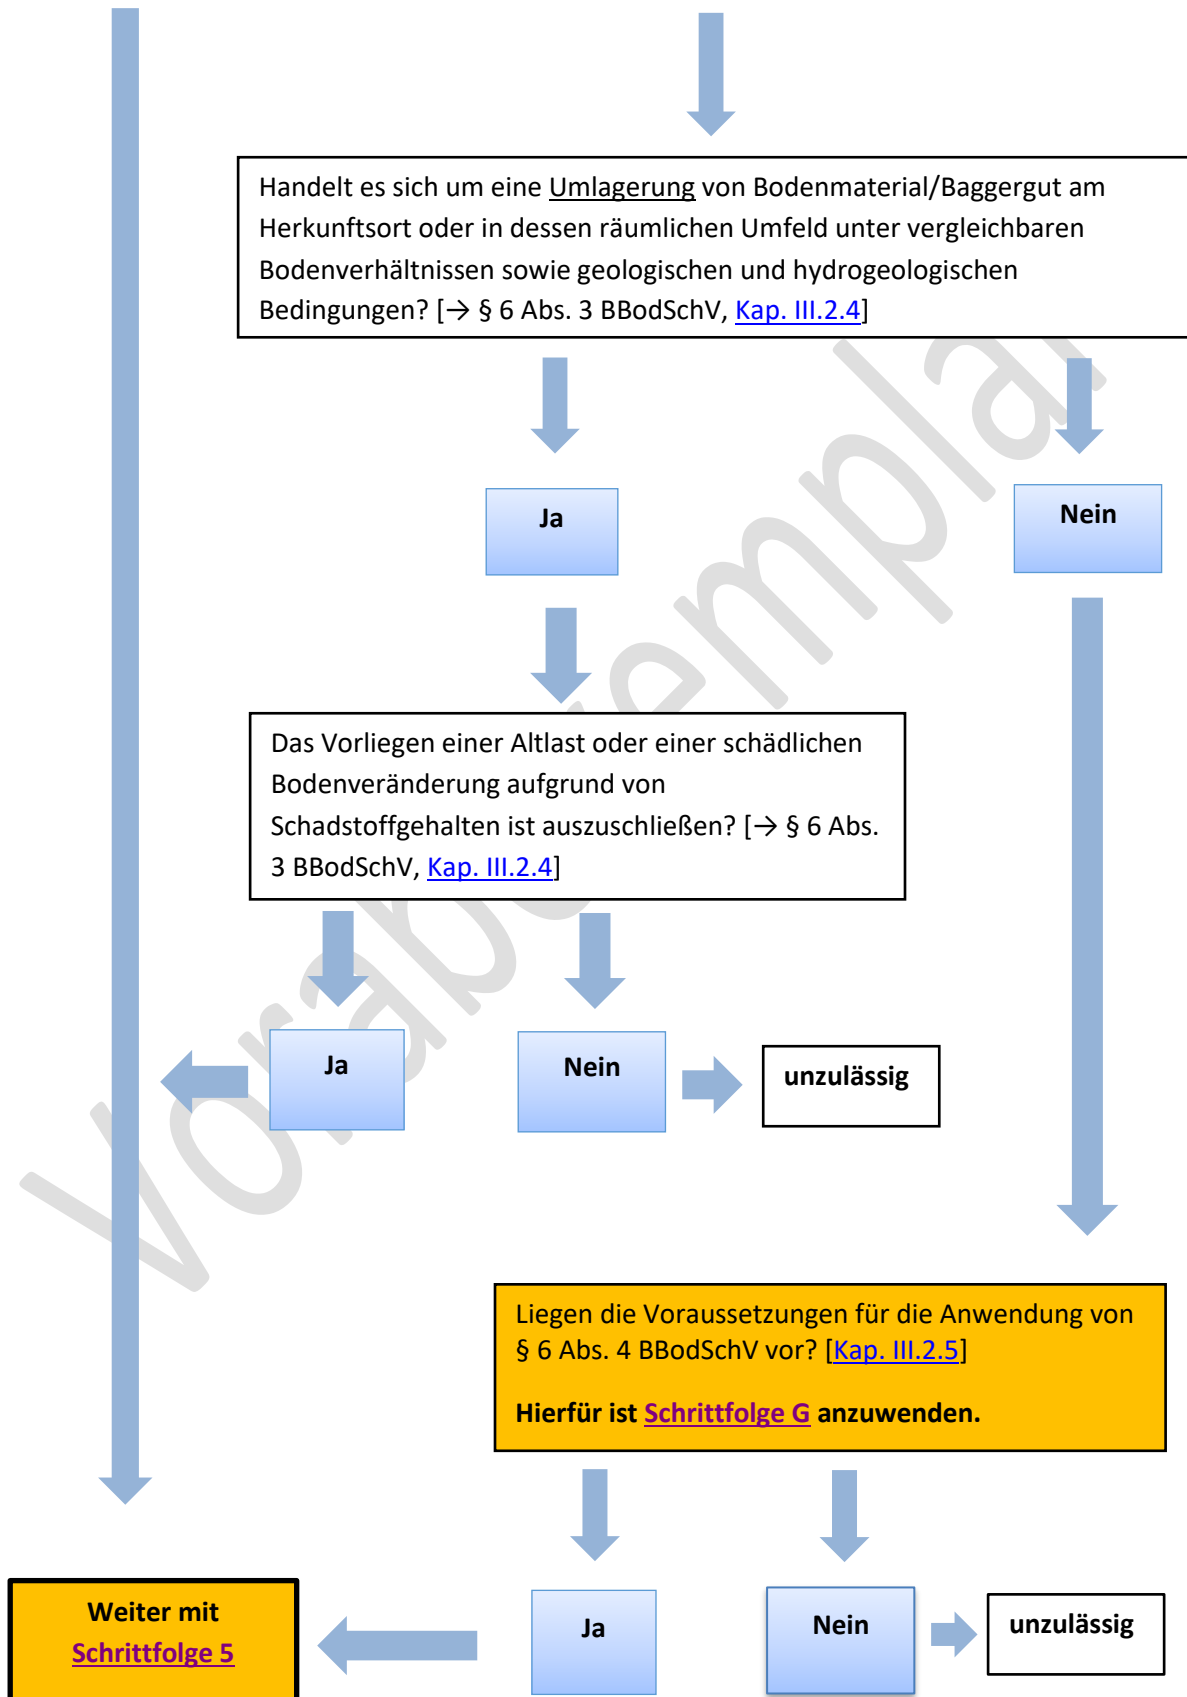 Handelt es sich um eine Umlagerung von Bodenmaterial/Baggergut am
Herkunftsort oder in dessen räumlichen Umfeld unter vergleichbaren
Bodenverhältnissen sowie geologischen und hydrogeologischen
Bedingungen? [→ § 6 Abs. 3 BBodSchV, Kap. III.2.4]
Ja
Nein
Das Vorliegen einer Altlast oder einer schädlichen
Bodenveränderung aufgrund von
Schadstoffgehalten ist auszuschließen? [→ § 6 Abs.
3 BBodSchV, Kap. III.2.4]
Ja
Nein
unzulässig
Liegen die Voraussetzungen für die Anwendung von
§ 6 Abs. 4 BBodSchV vor? [Kap. III.2.5]
Hierfür ist Schrittfolge G anzuwenden.
Weiter mit
Schrittfolge 5
Ja
Nein
unzulässig
Vorabexemplar